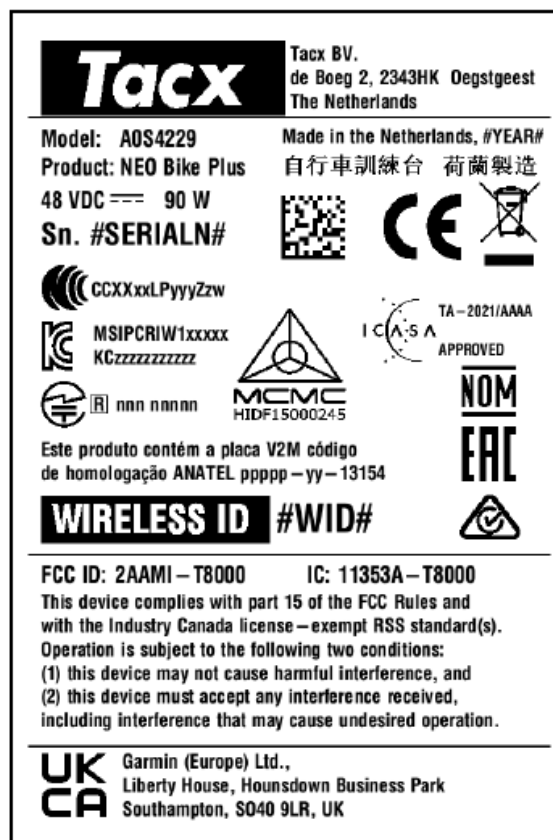 Tacx
Tacx BV.
de Boeg 2, 2343HK Oegstgeest
The Netherlands
Model: A0S4229
Product: NEO Bike Plus
48 VDC 90 W
Sn. #SERIALN#
Made in the Netherlands, #YEAR#
自行車訓練台 荷蘭製造
CE
CCXXxxLPyyyZzw
MSIPCRIW1xxxxx
KCzzzzzzzzzzz
R nnn nnnnn
MCMC
HIDF15000245
ICASA
TA-2021/AAAA
APPROVED
NOM
EAC
Este produto contém a placa V2M código
de homologação ANATEL ppppp-yy-13154
WIRELESS ID #WID#
FCC ID: 2AAMI-T8000 IC: 11353A-T8000
This device complies with part 15 of the FCC Rules and
with the Industry Canada license-exempt RSS standard(s).
Operation is subject to the following two conditions:
(1) this device may not cause harmful interference, and
(2) this device must accept any interference received,
including interference that may cause undesired operation.
UK
CA
Garmin (Europe) Ltd.,
Liberty House, Hounsdown Business Park
Southampton, SO40 9LR, UK